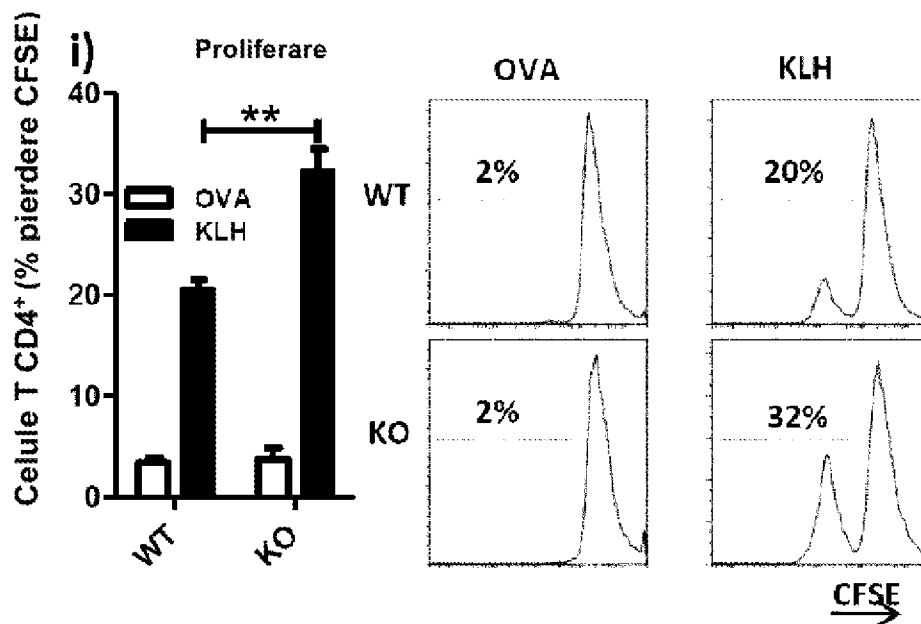 i)
Proliferare
Celule T CD4⁺ (% pierdere CFSE)
40
30
20
10
0
**
OVA
KLH
WT
KO
OVA
KLH
WT
2%
20%
KO
2%
32%
CFSE